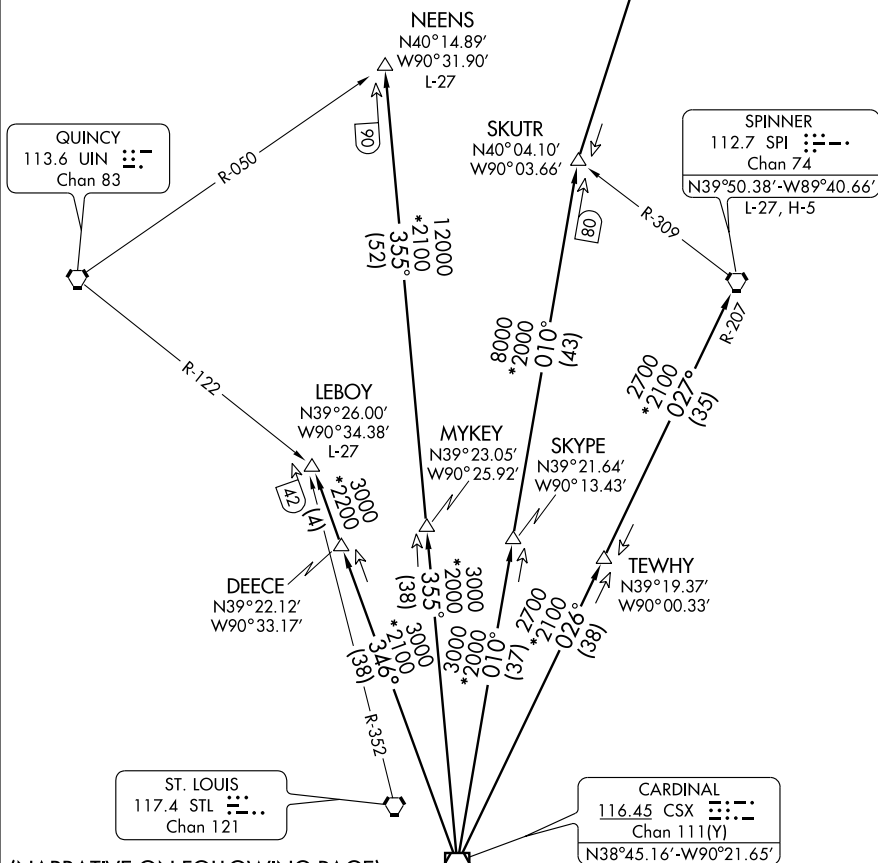 NEENS
N40°14.89'
W90°31.90'
L-27
QUINCY
113.6 UIN
Chan 83
R-050
SKUTR
N40°04.10'
W90°03.66'
SPINNER
112.7 SPI
Chan 74
N39°50.38'-W89°40.66'
L-27, H-5
90
80
R-309
R-207
12000
*2100
355°
(52)
8000
*2000
010°
(43)
2700
*2100
027°
(35)
R-122
LEBOY
N39°26.00'
W90°34.38'
L-27
42
(4)
3000
*2200
MYKEY
N39°23.05'
W90°25.92'
SKYPE
N39°21.64'
W90°13.43'
DEECE
N39°22.12'
W90°33.17'
TEWHY
N39°19.37'
W90°00.33'
3000
*2100
346°
(38)
3000
*2000
355°
(38)
3000
*2000
010°
(37)
2700
*2100
026°
(38)
R-352
ST. LOUIS
117.4 STL
Chan 121
CARDINAL
116.45 CSX
Chan 111(Y)
N38°45.16'-W90°21.65'
(NARRATIVE ON FOLLOWING PAGE)